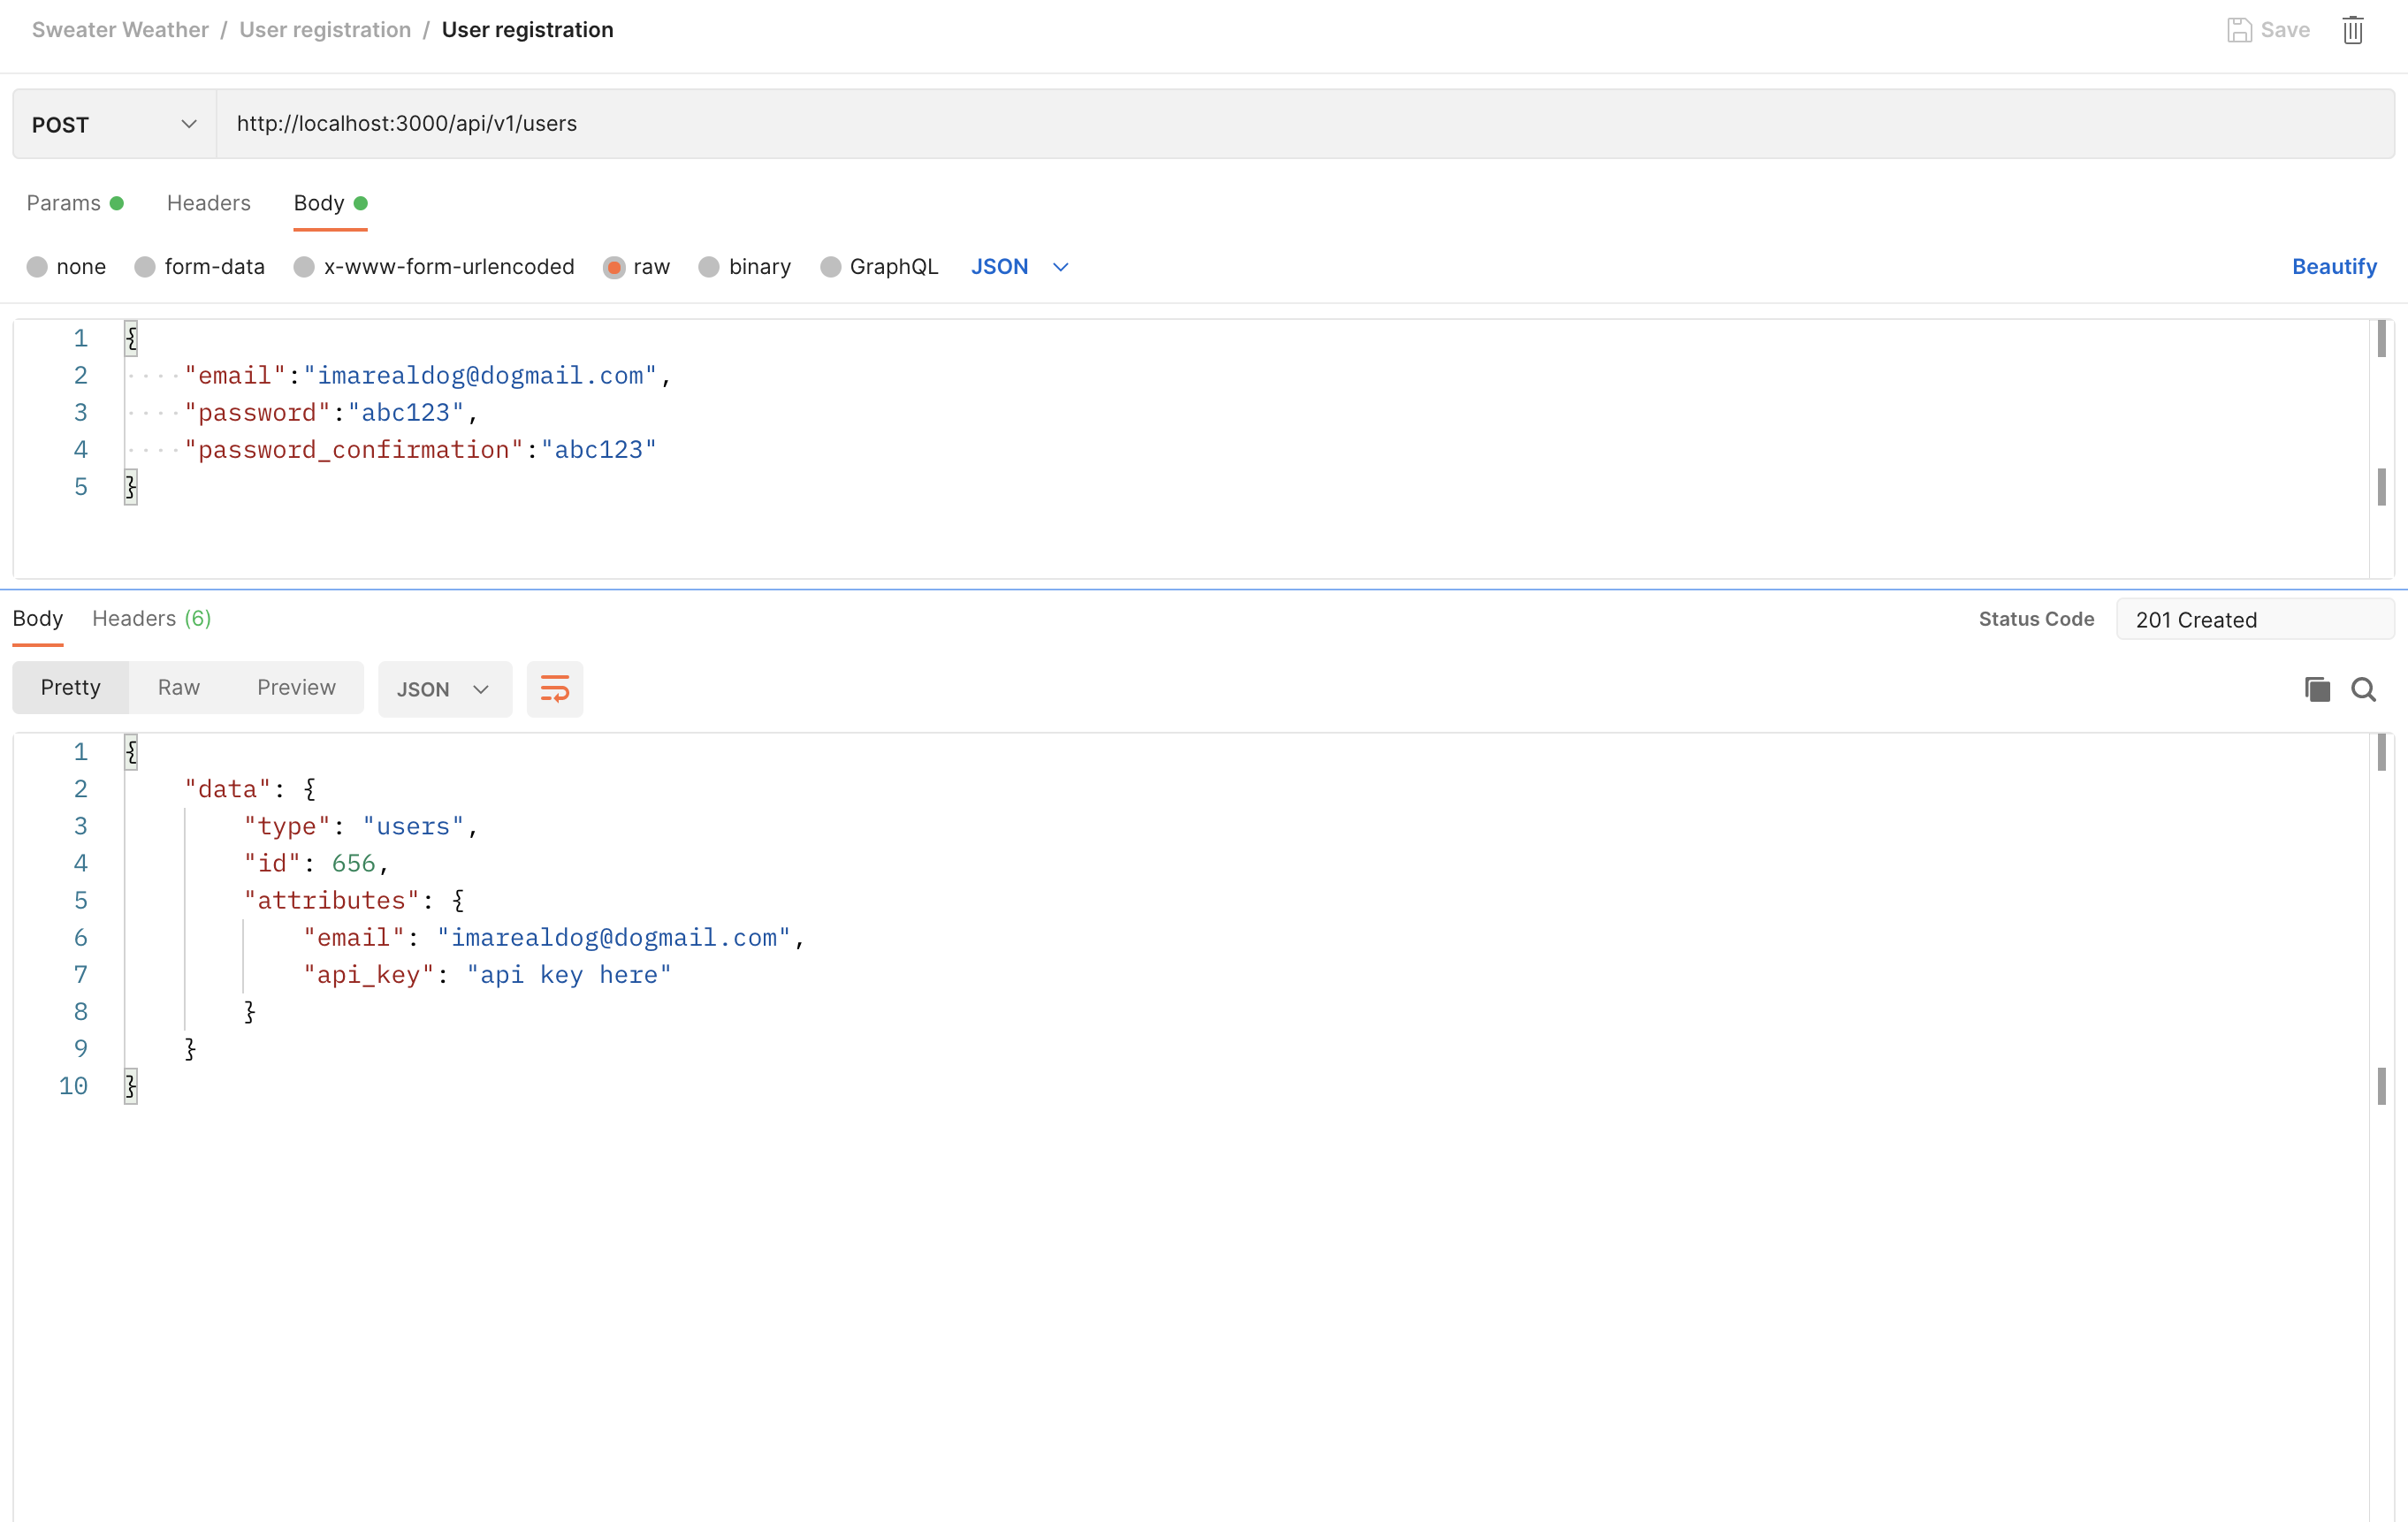 Sweater Weather / User registration / User registration
Save
POST
http://localhost:3000/api/v1/users
Params Headers Body
none form-data x-www-form-urlencoded raw binary GraphQL JSON Beautify
1 {
2 ····"email":"imarealdog@dogmail.com",
3 ····"password":"abc123",
4 ····"password_confirmation":"abc123"
5 }
Body Headers (6) Status Code 201 Created
Pretty Raw Preview JSON
1 {
2 "data": {
3 "type": "users",
4 "id": 656,
5 "attributes": {
6 "email": "imarealdog@dogmail.com",
7 "api_key": "api key here"
8 }
9 }
10 }